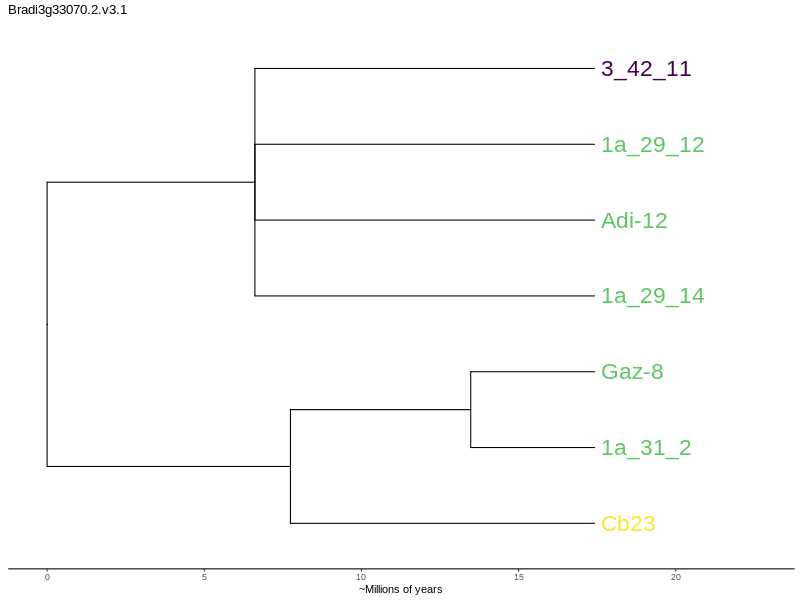 Bradi3g33070.2.v3.1
3_42_11
1a_29_12
Adi-12
1a_29_14
Gaz-8
1a_31_2
Cb23
0 5 10 15 20
~Millions of years